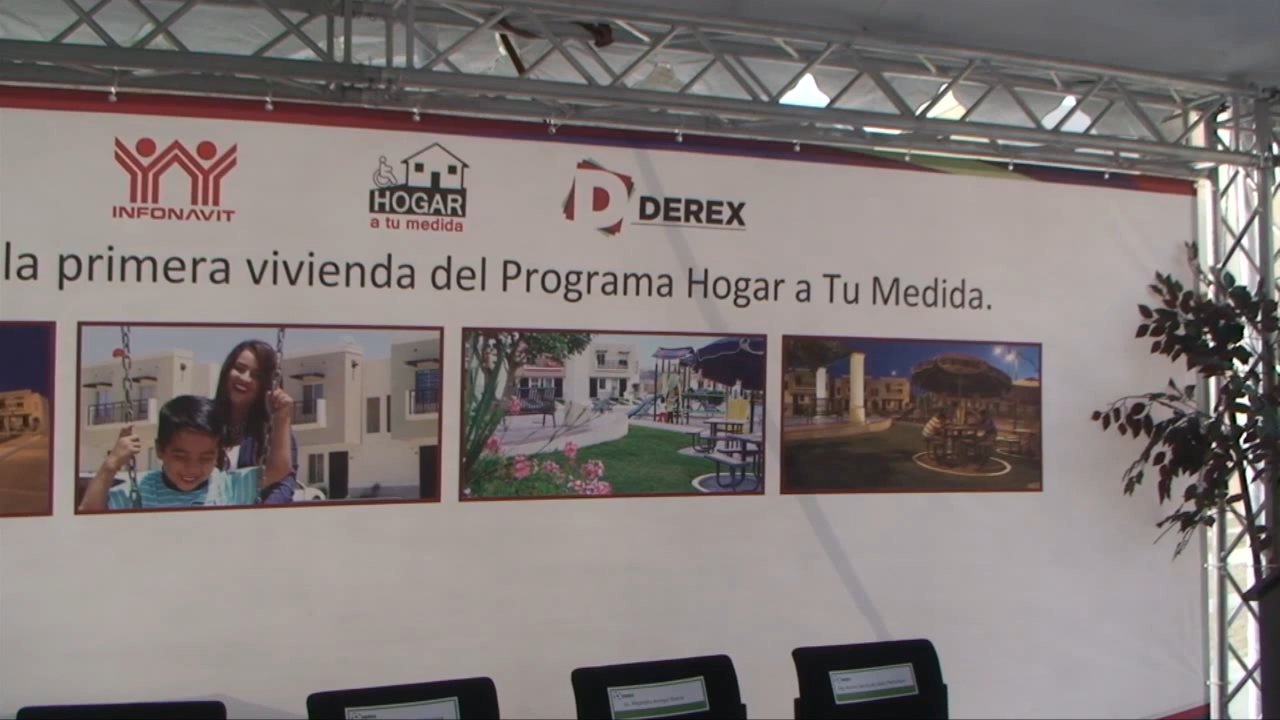 INFONAVIT
HOGAR
a tu medida
D DEREX
la primera vivienda del Programa Hogar a Tu Medida.